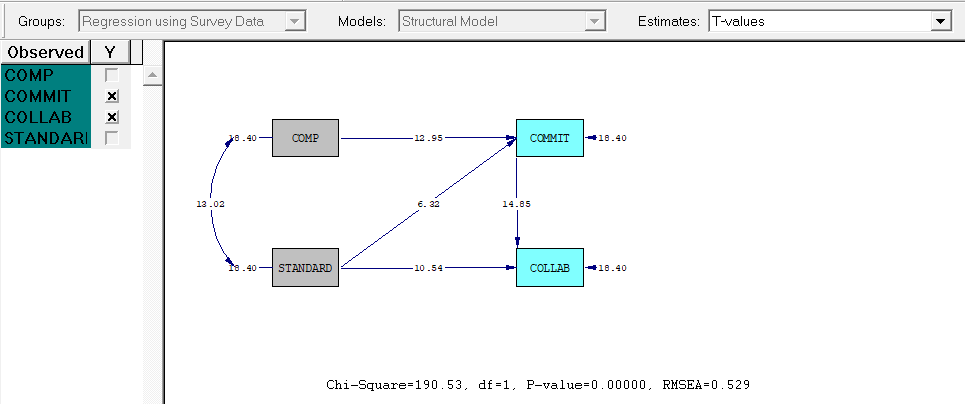 Groups: Regression using Survey Data Models: Structural Model Estimates: T-values
Observed Y
COMP
COMMIT
COLLAB
STANDARI
18.40 COMP 12.95 COMMIT 18.40
13.02 6.32 14.85
18.40 STANDARD 10.54 COLLAB 18.40
Chi-Square=190.53, df=1, P-value=0.00000, RMSEA=0.529